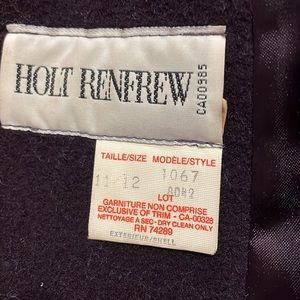 HOLT RENFREW
CA00985
TAILLE/SIZE MODÈLE/STYLE
11-12 1067
LOT
GARNITURE NON COMPRISE
EXCLUSIVE OF TRIM - CA-00328
NETTOYAGE À SEC - DRY CLEAN ONLY
RN 74289
EXTERIEUR/SHELL